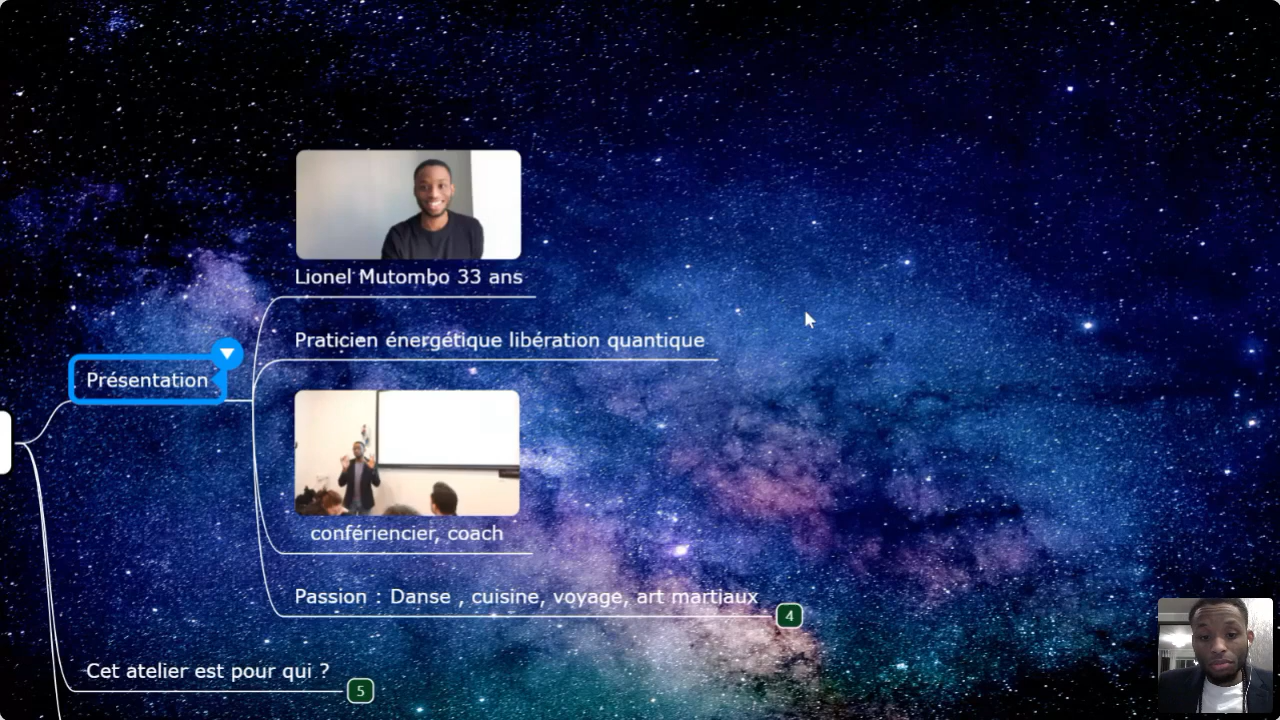 Lionel Mutombo 33 ans
Praticien énergétique libération quantique
Présentation
confériencier, coach
Passion : Danse , cuisine, voyage, art martiaux
4
Cet atelier est pour qui ?
5